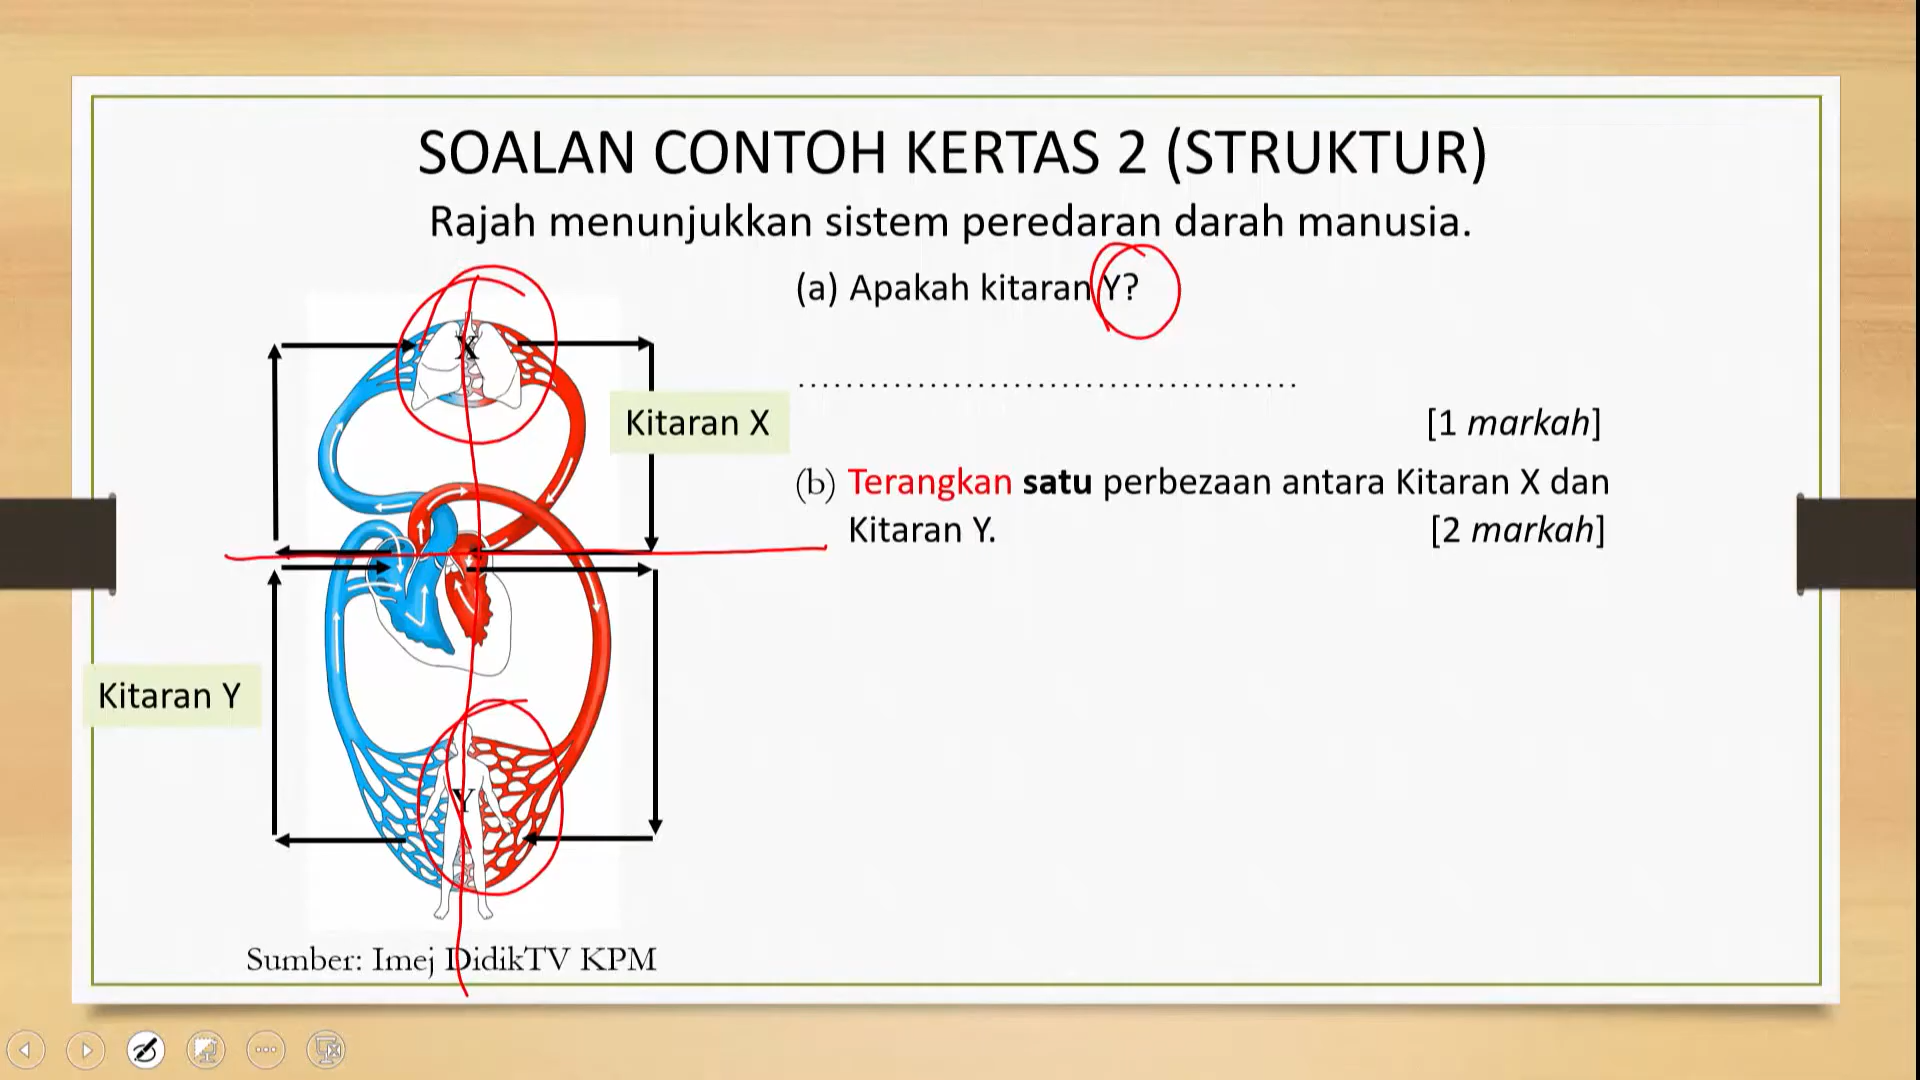 SOALAN CONTOH KERTAS 2 (STRUKTUR)
Rajah menunjukkan sistem peredaran darah manusia.
(a) Apakah kitaran Y?
................................................
[1 markah]
(b) Terangkan satu perbezaan antara Kitaran X dan
Kitaran Y. [2 markah]
X
Kitaran X
Kitaran Y
Y
Sumber: Imej DidikTV KPM